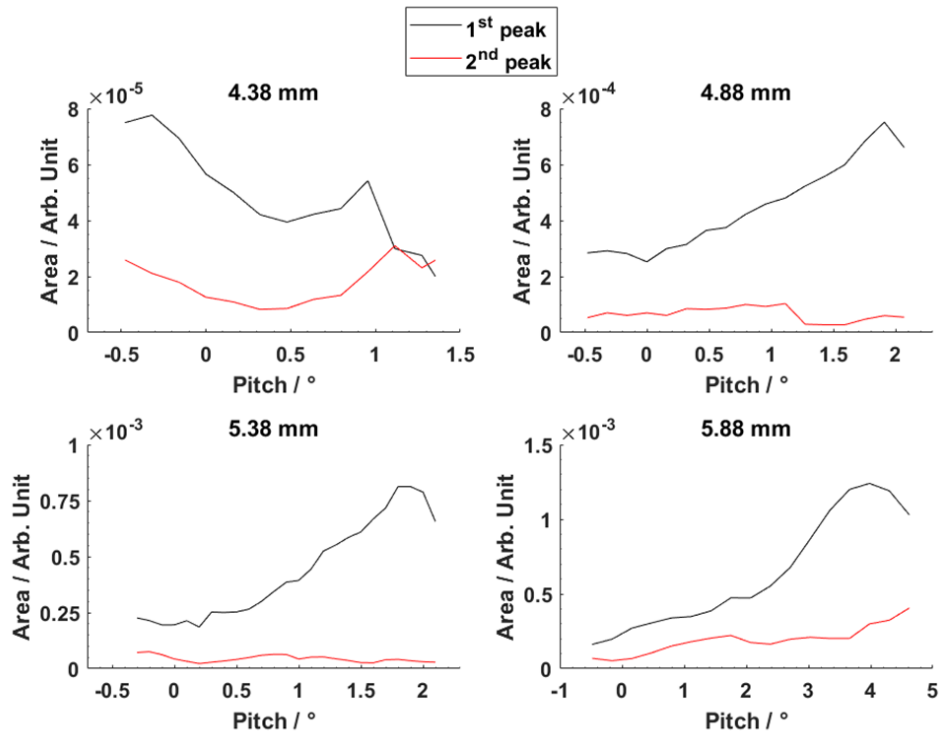 1st peak
2nd peak
×10-5
4.38 mm
8
6
4
2
0
Area / Arb. Unit
-0.5 0 0.5 1 1.5
Pitch / °
×10-4
4.88 mm
8
6
4
2
0
Area / Arb. Unit
-0.5 0 0.5 1 1.5 2
Pitch / °
×10-3
5.38 mm
1
0.75
0.5
0.25
0
Area / Arb. Unit
0 0.5 1 1.5 2
Pitch / °
×10-3
5.88 mm
1.5
1
0.5
0
Area / Arb. Unit
-1 0 1 2 3 4 5
Pitch / °